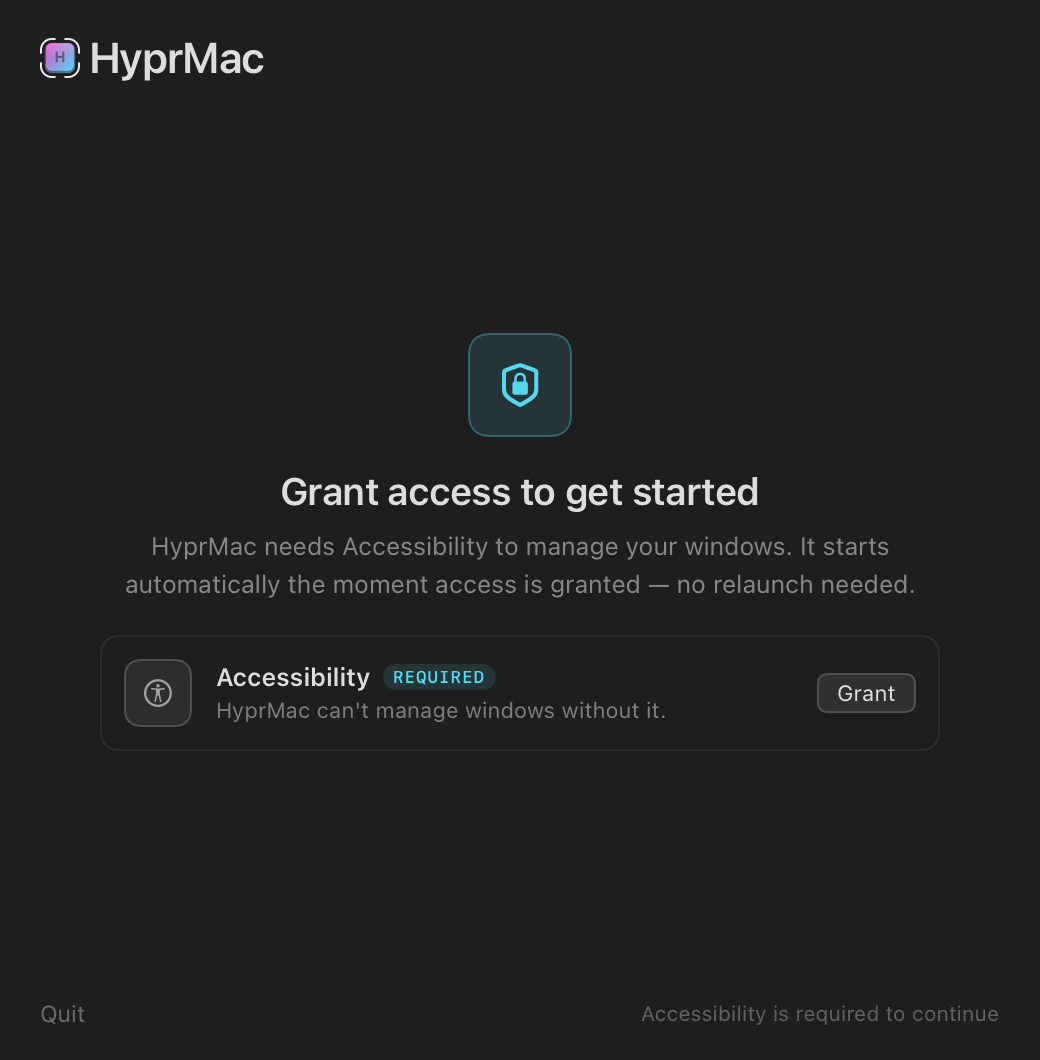 H HyprMac
Grant access to get started
HyprMac needs Accessibility to manage your windows. It starts
automatically the moment access is granted — no relaunch needed.
Accessibility REQUIRED
HyprMac can't manage windows without it.
Grant
Quit
Accessibility is required to continue